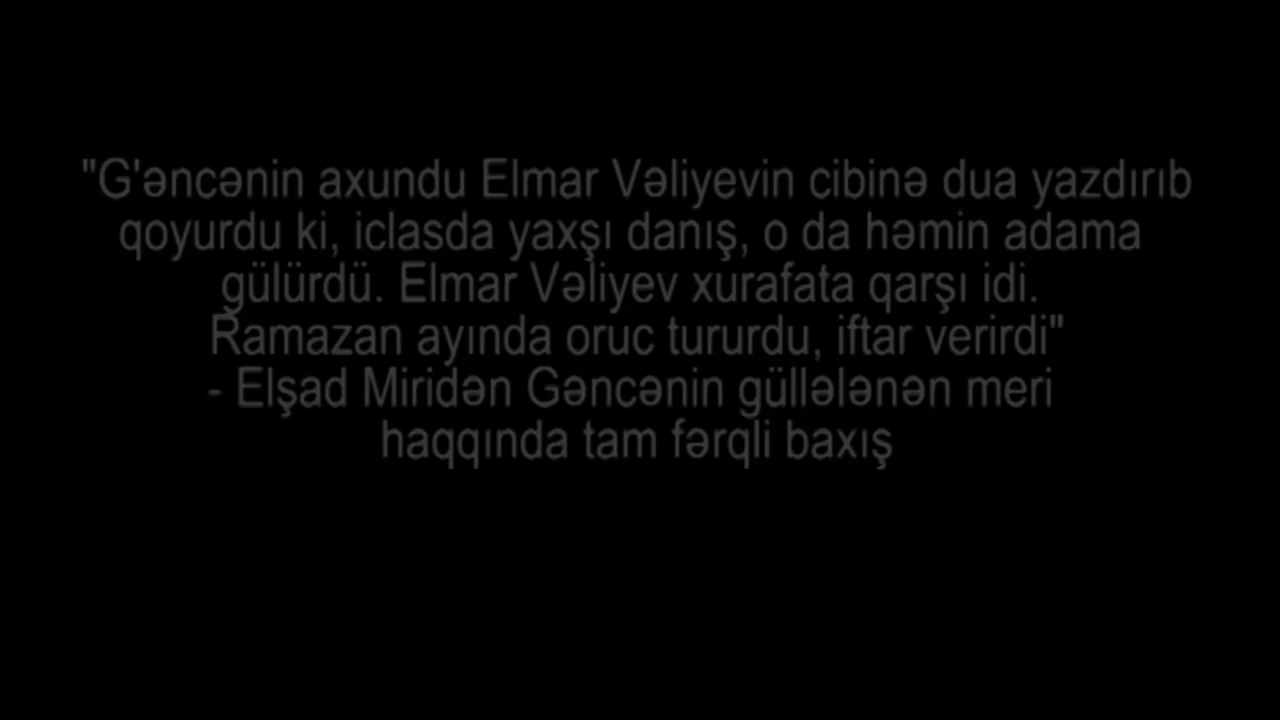 "G'əncənin axundu Elmar Vəliyevin cibinə dua yazdırıb
qoyurdu ki, iclasda yaxşı danış, o da həmin adama
gülürdü. Elmar Vəliyev xurafata qarşı idi.
Ramazan ayında oruc tururdu, iftar verirdi"
- Elşad Miridən Gəncənin güllələnən meri
haqqında tam fərqli baxış